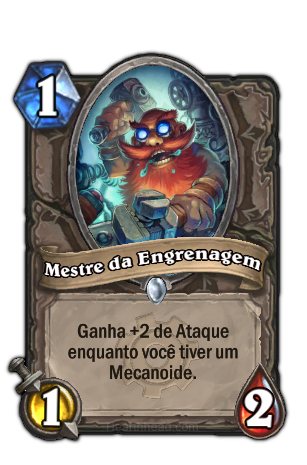 1
Mestre da Engrenagem
Ganha +2 de Ataque
enquanto você tiver um
Mecanoide.
1
2